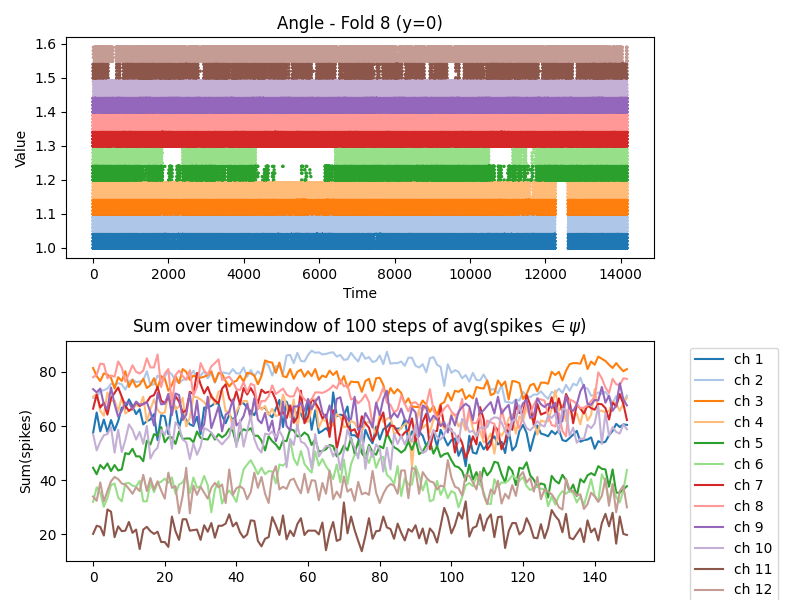 Angle - Fold 8 (y=0)
Value
1.6
1.5
1.4
1.3
1.2
1.1
1.0
0
2000
4000
6000
8000
10000
12000
14000
Time
Sum over timewindow of 100 steps of avg(spikes ∈ ψ)
Sum(spikes)
80
60
40
20
0
20
40
60
80
100
120
140
ch 1
ch 2
ch 3
ch 4
ch 5
ch 6
ch 7
ch 8
ch 9
ch 10
ch 11
ch 12